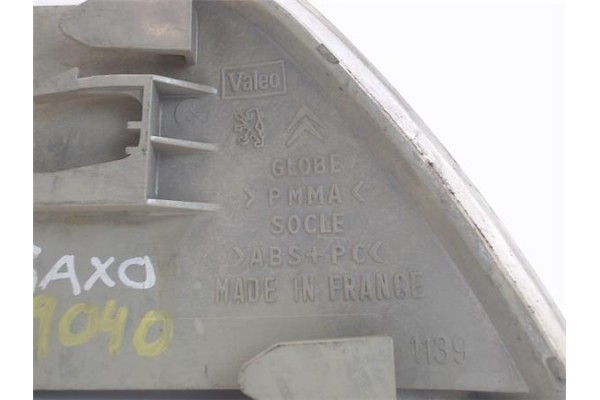 Valeo
GLOBE
>PMMA<
SOCLE
>ABS+PC<
MADE IN FRANCE
SAXO
9040
1139